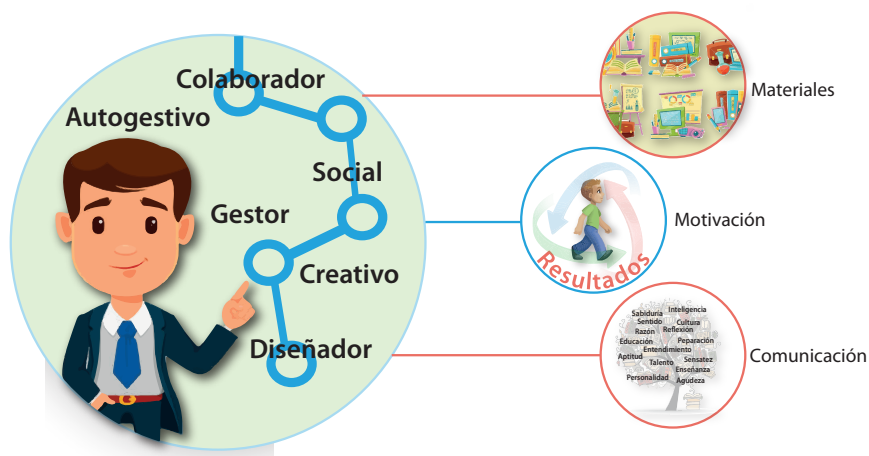 Colaborador
Autogestivo
Social
Gestor
Creativo
Diseñador
Materiales
Resultados
Motivación
Sabiduría
Inteligencia
Sentido
Cultura
Razón
Reflexión
Educación
Peparación
Entendimiento
Aptitud
Talento
Sensatez
Enseñanza
Personalidad
Agudeza
Comunicación